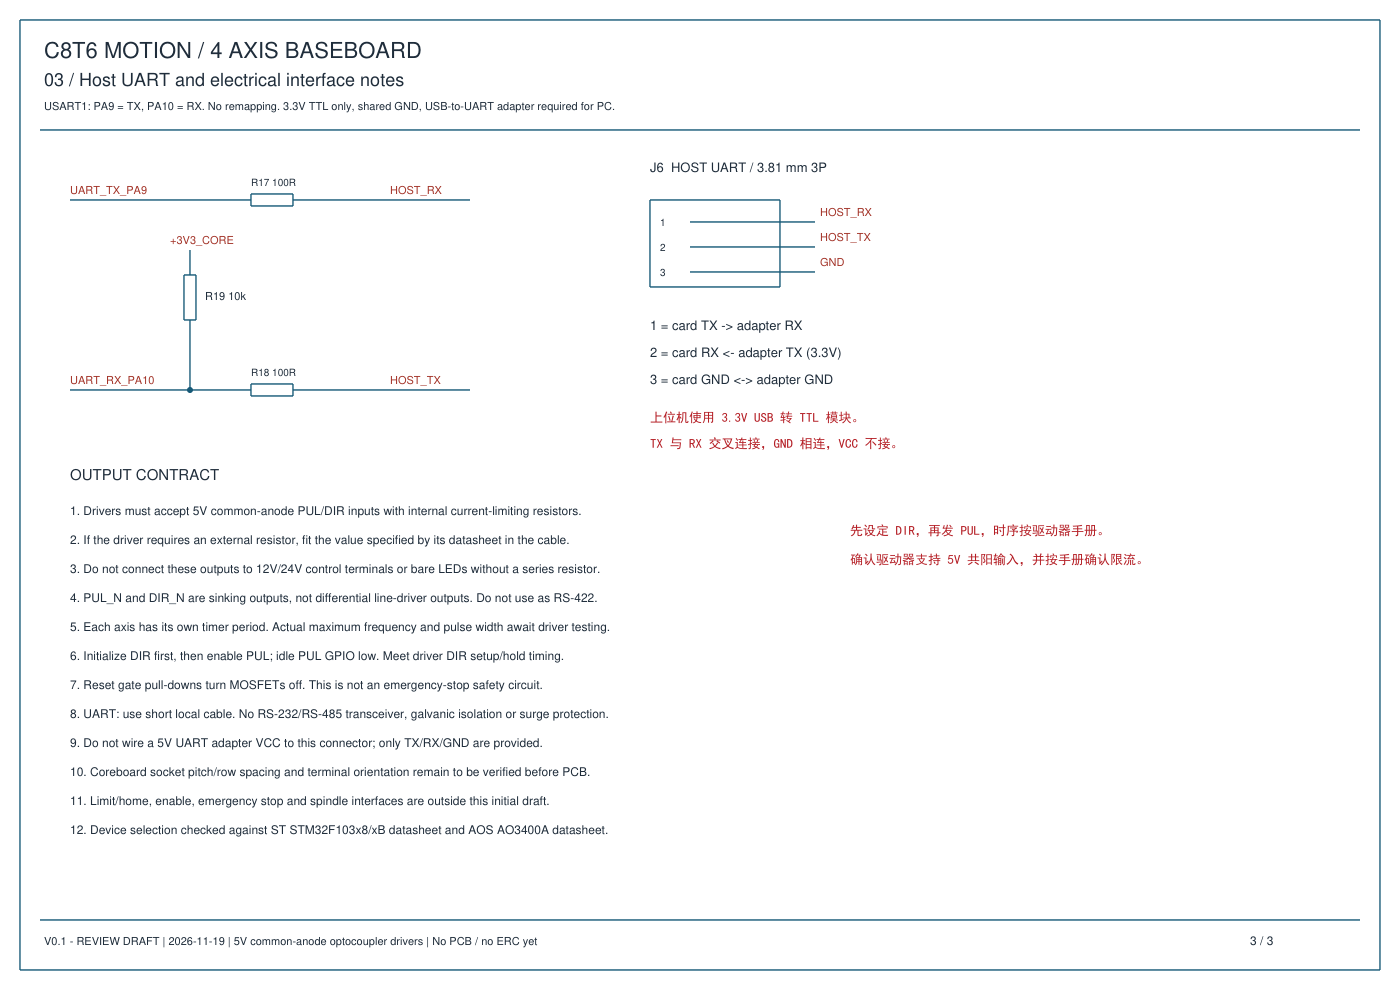 C8T6 MOTION / 4 AXIS BASEBOARD
03 / Host UART and electrical interface notes
USART1: PA9 = TX, PA10 = RX. No remapping. 3.3V TTL only, shared GND, USB-to-UART adapter required for PC.
UART_TX_PA9
R17 100R
HOST_RX
+3V3_CORE
R19 10k
UART_RX_PA10
R18 100R
HOST_TX
J6 HOST UART / 3.81 mm 3P
1
HOST_RX
2
HOST_TX
3
GND
1 = card TX -> adapter RX
2 = card RX <- adapter TX (3.3V)
3 = card GND <-> adapter GND
上位机使用 3.3V USB 转 TTL 模块。
TX 与 RX 交叉连接，GND 相连，VCC 不接。
OUTPUT CONTRACT
1. Drivers must accept 5V common-anode PUL/DIR inputs with internal current-limiting resistors.
2. If the driver requires an external resistor, fit the value specified by its datasheet in the cable.
3. Do not connect these outputs to 12V/24V control terminals or bare LEDs without a series resistor.
4. PUL_N and DIR_N are sinking outputs, not differential line-driver outputs. Do not use as RS-422.
5. Each axis has its own timer period. Actual maximum frequency and pulse width await driver testing.
6. Initialize DIR first, then enable PUL; idle PUL GPIO low. Meet driver DIR setup/hold timing.
7. Reset gate pull-downs turn MOSFETs off. This is not an emergency-stop safety circuit.
8. UART: use short local cable. No RS-232/RS-485 transceiver, galvanic isolation or surge protection.
9. Do not wire a 5V UART adapter VCC to this connector; only TX/RX/GND are provided.
10. Coreboard socket pitch/row spacing and terminal orientation remain to be verified before PCB.
11. Limit/home, enable, emergency stop and spindle interfaces are outside this initial draft.
12. Device selection checked against ST STM32F103x8/xB datasheet and AOS AO3400A datasheet.
先设定 DIR，再发 PUL，时序按驱动器手册。
确认驱动器支持 5V 共阳输入，并按手册确认限流。
V0.1 - REVIEW DRAFT | 2026-11-19 | 5V common-anode optocoupler drivers | No PCB / no ERC yet
3 / 3